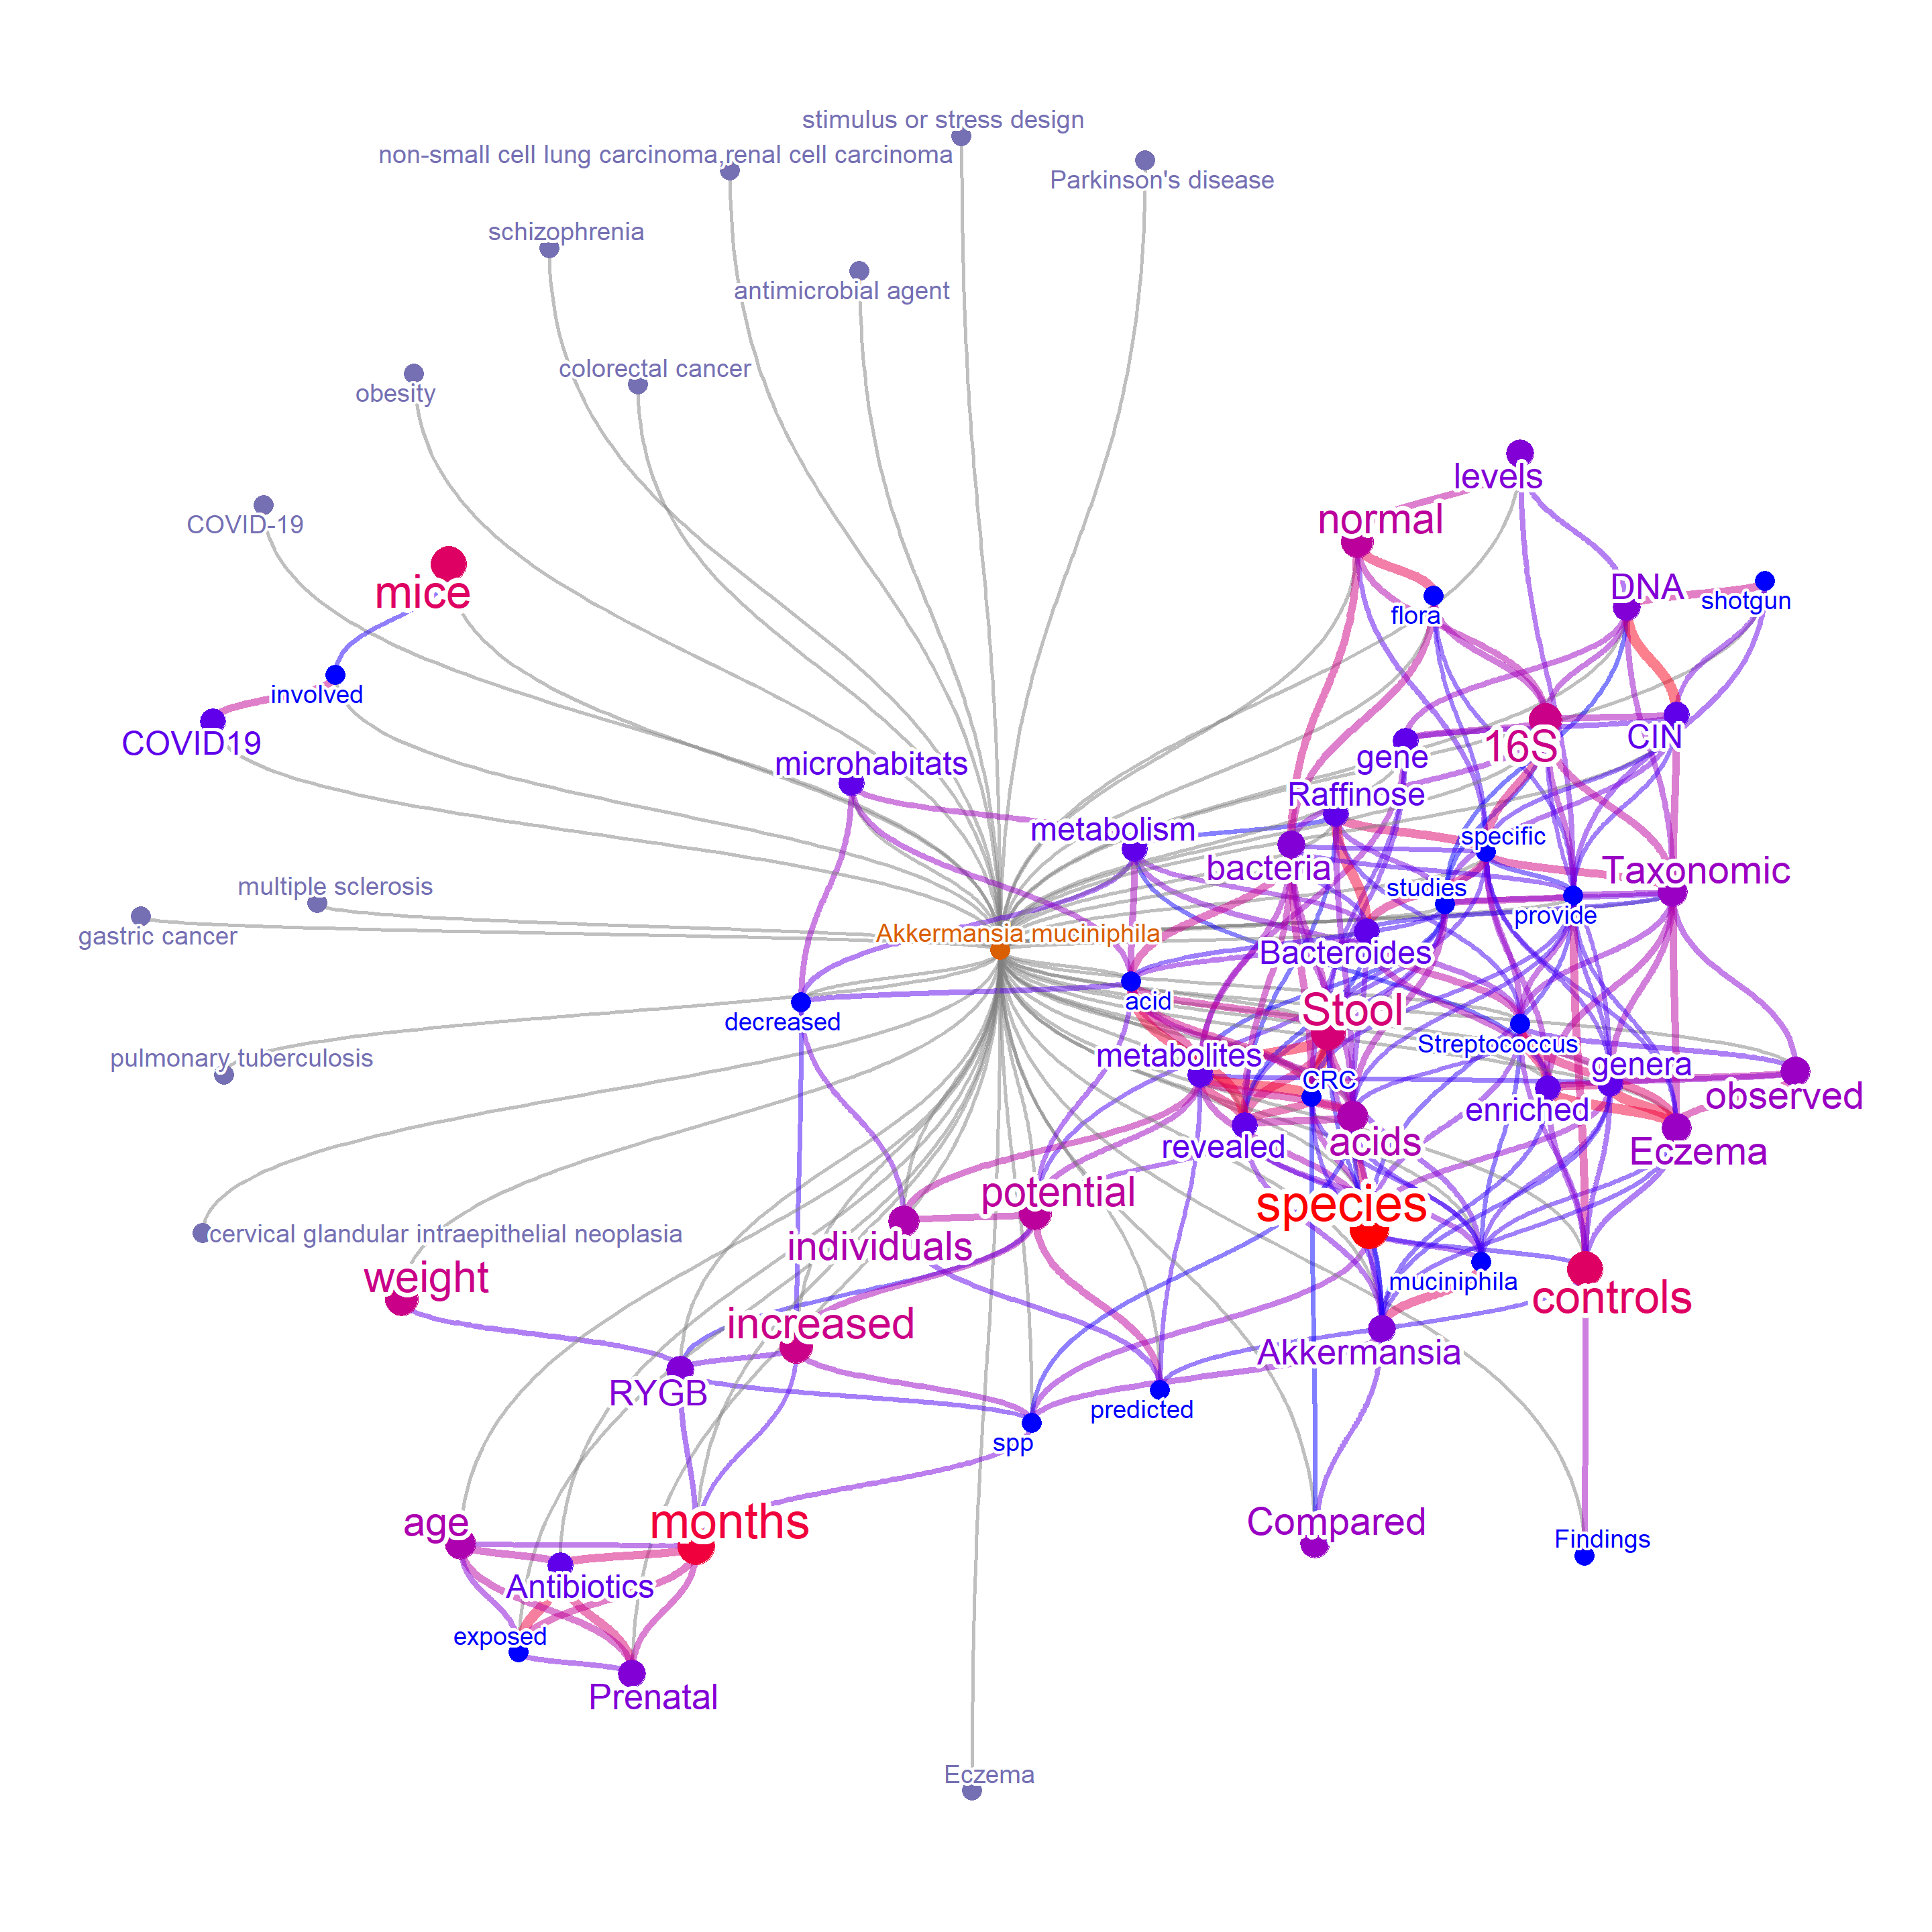 stimulus or stress design
non-small cell lung carcinoma,renal cell carcinoma
Parkinson's disease
schizophrenia
antimicrobial agent
colorectal cancer
obesity
levels
normal
COVID-19
mice
DNA
shotgun
flora
involved
COVID19
microhabitats
gene
16S
CIN
Raffinose
metabolism
specific
bacteria
Taxonomic
multiple sclerosis
studies
provide
gastric cancer
Akkermansia muciniphila
Bacteroides
acid
Stool
decreased
Streptococcus
pulmonary tuberculosis
metabolites
genera
CRC
observed
enriched
revealed
acids
Eczema
potential
species
cervical glandular intraepithelial neoplasia
individuals
weight
muciniphila
controls
increased
Akkermansia
RYGB
predicted
spp
age
months
Compared
Findings
Antibiotics
exposed
Prenatal
Eczema